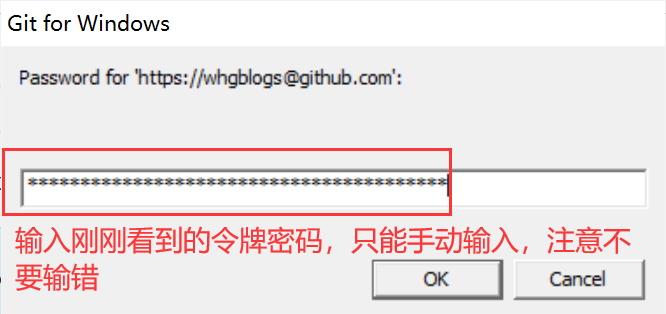 Git for Windows
Password for 'https://whgblogs@github.com':
****************************************
输入刚刚看到的令牌密码，只能手动输入，注意不
要输错
OK
Cancel